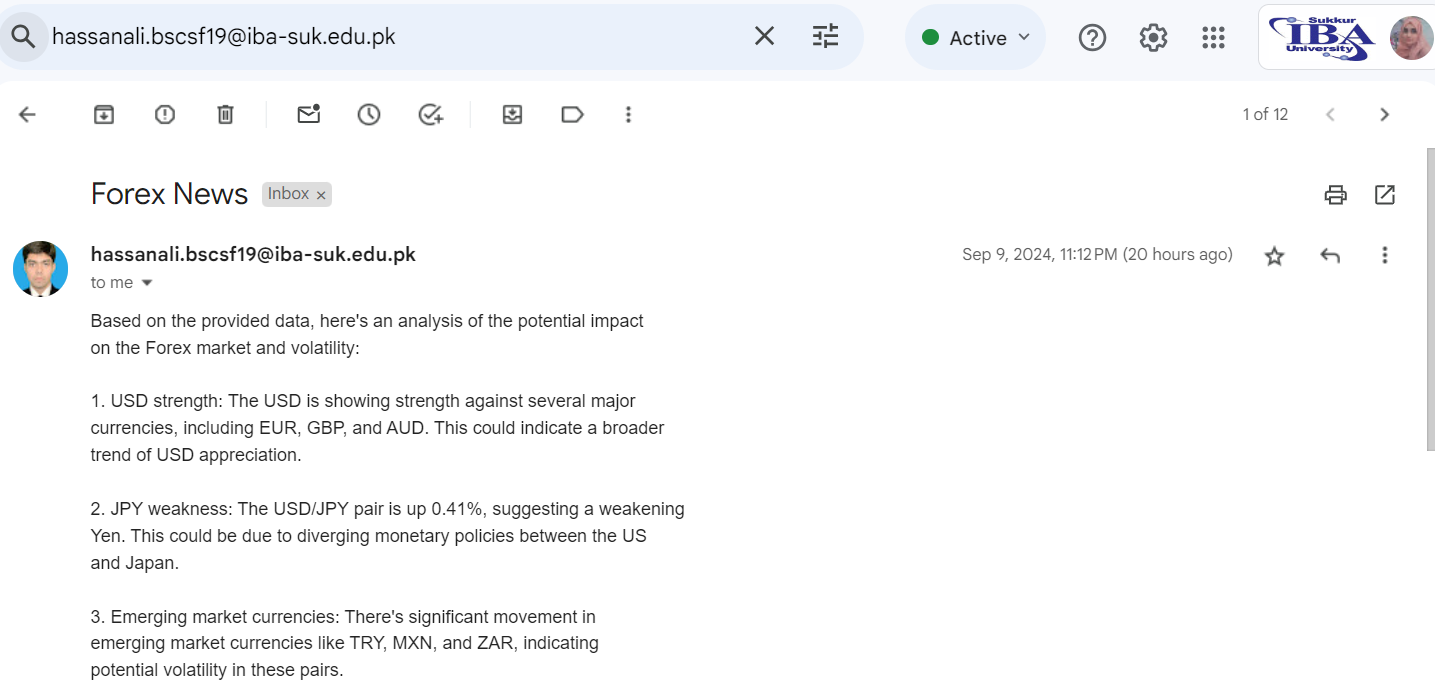 hassanali.bscsf19@iba-suk.edu.pk
Active
Sukkur
IBA
University
1 of 12
Forex News
Inbox ×
hassanali.bscsf19@iba-suk.edu.pk
Sep 9, 2024, 11:12 PM (20 hours ago)
to me
Based on the provided data, here's an analysis of the potential impact
on the Forex market and volatility:
1. USD strength: The USD is showing strength against several major
currencies, including EUR, GBP, and AUD. This could indicate a broader
trend of USD appreciation.
2. JPY weakness: The USD/JPY pair is up 0.41%, suggesting a weakening
Yen. This could be due to diverging monetary policies between the US
and Japan.
3. Emerging market currencies: There's significant movement in
emerging market currencies like TRY, MXN, and ZAR, indicating
potential volatility in these pairs.